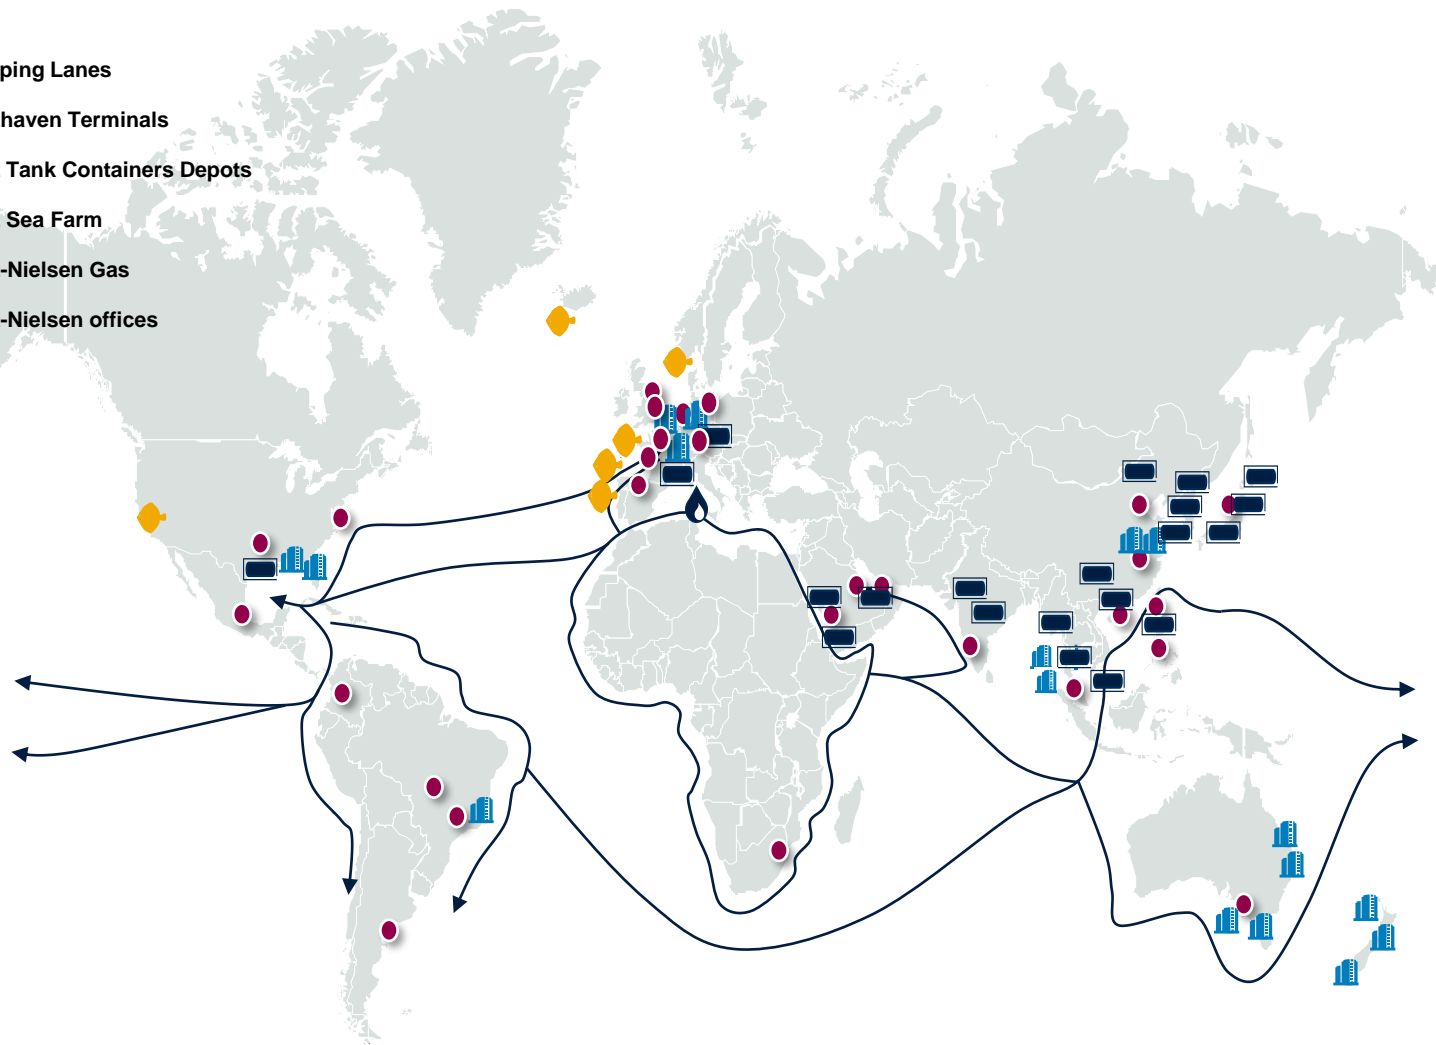 ping Lanes
haven Terminals
Tank Containers Depots
Sea Farm
-Nielsen Gas
-Nielsen offices